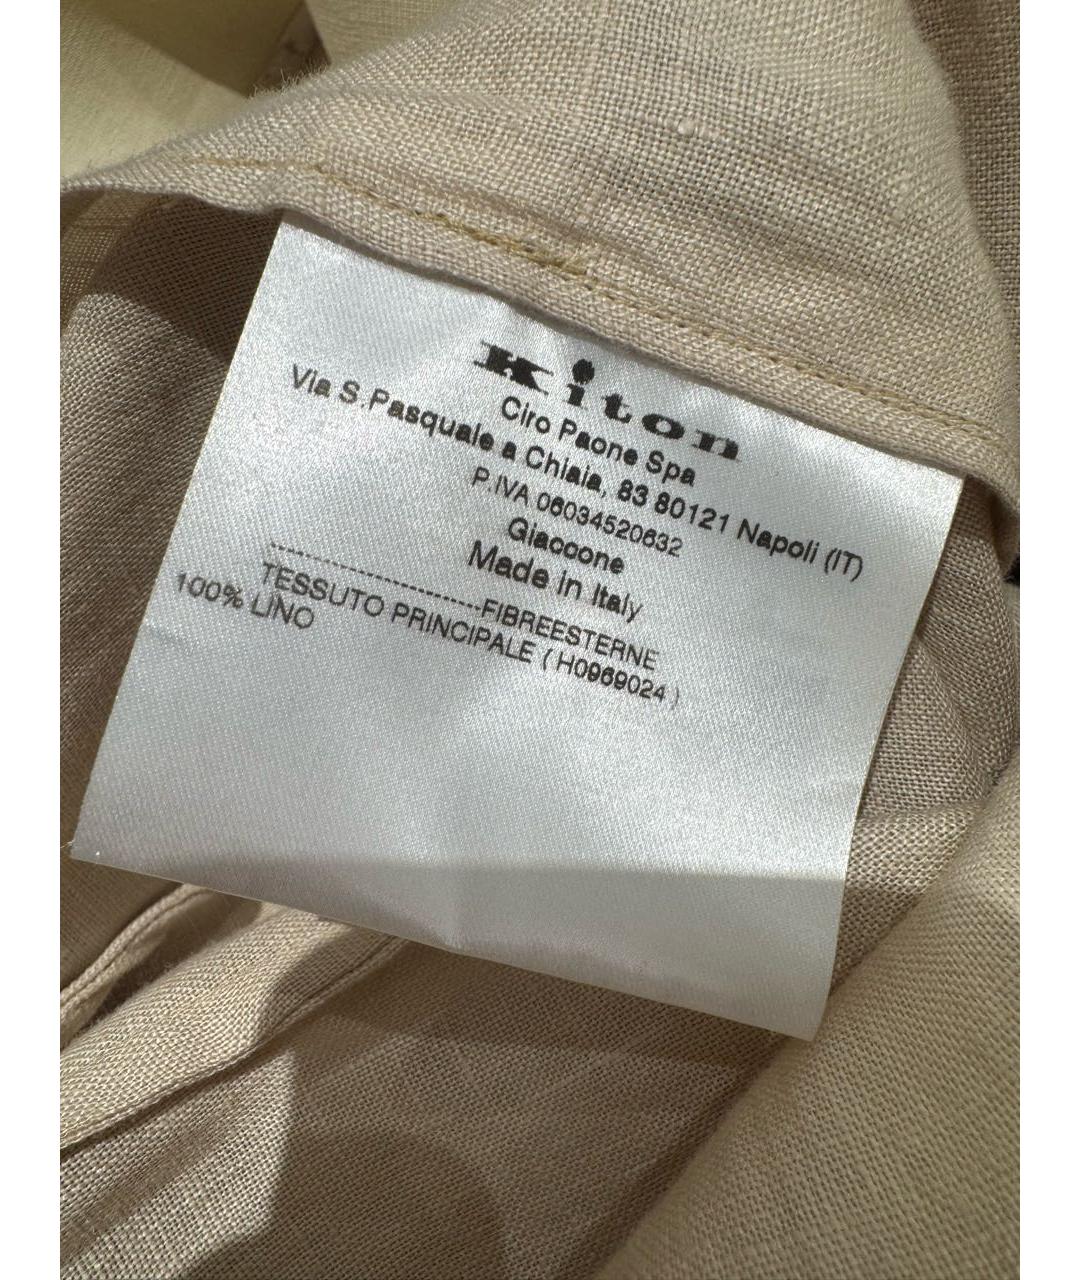 Kiton
Ciro Paone Spa
Via S.Pasquale a Chiaia, 83 80121 Napoli (IT)
P.IVA 06034520632
Giaccone
Made in Italy
----------------------------FIBREESTERNE
TESSUTO PRINCIPALE ( H0969024 )
100% LINO